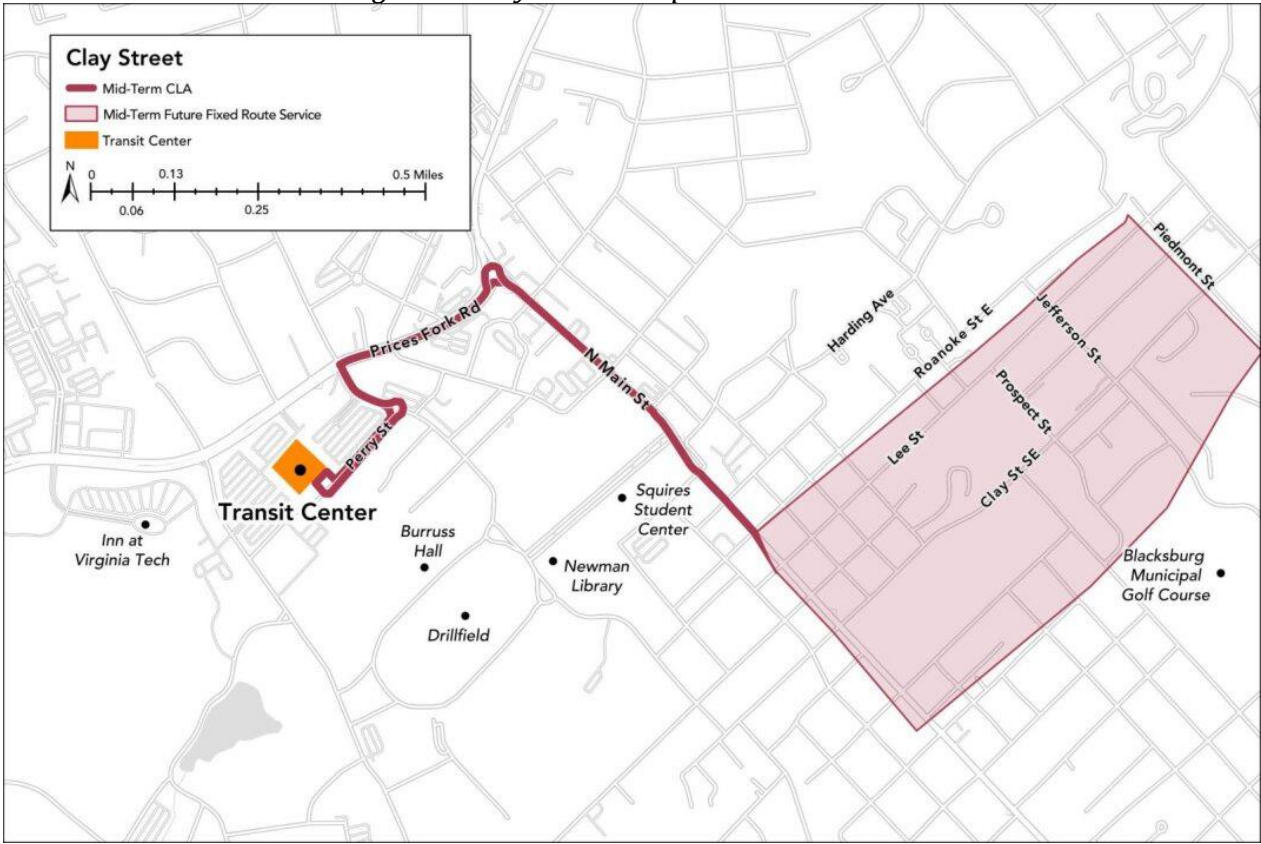 Clay Street
Mid-Term CLA
Mid-Term Future Fixed Route Service
Transit Center
N
0
0.13
0.5 Miles
0.06
0.25
Piedmont St
Harding Ave
Jefferson St
Roanoke St E
Prices Fork Rd
N Main St
Prospect St
Lee St
Perry St
Clay St SE
Transit Center
Squires
Student
Center
Inn at
Virginia Tech
Burruss
Hall
Newman
Library
Blacksburg
Municipal
Golf Course
Drillfield